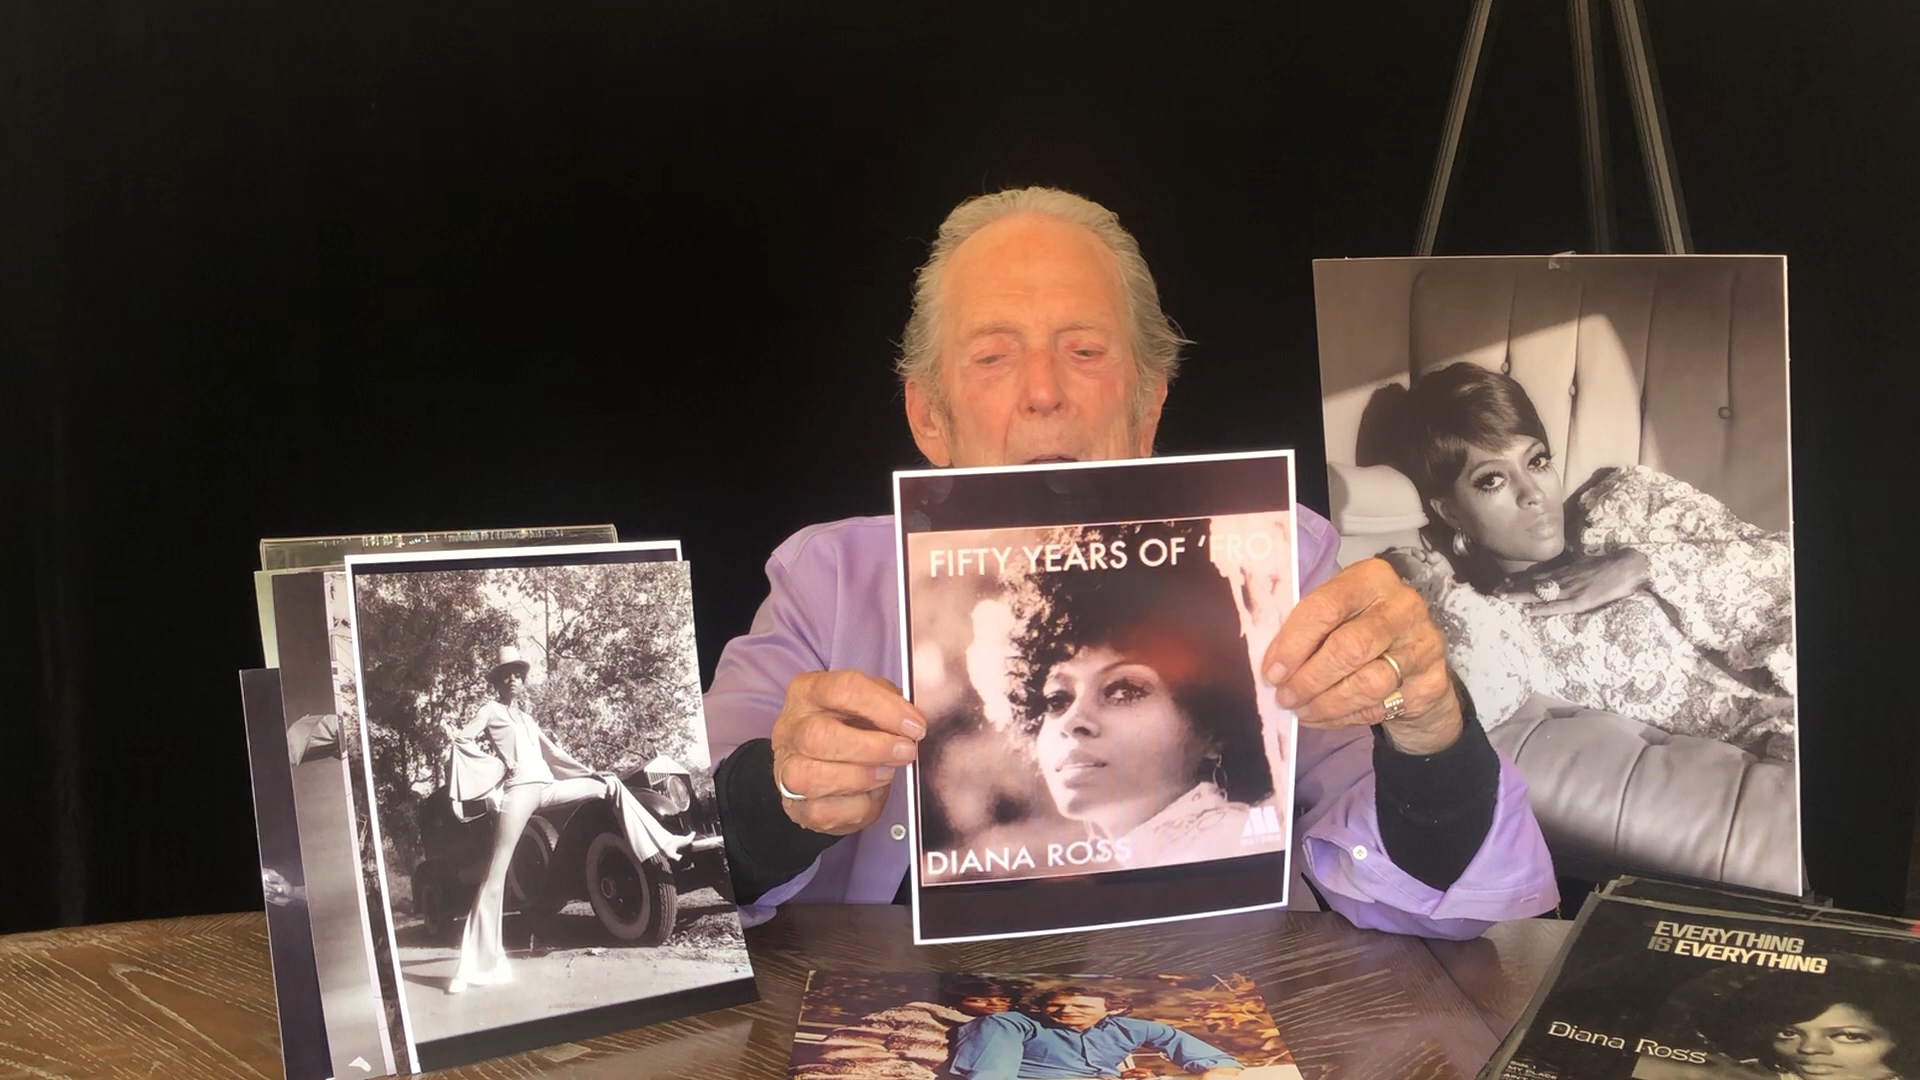 FIFTY YEARS OF 'FRO
DIANA ROSS
EVERYTHING
IS EVERYTHING
Diana Ross